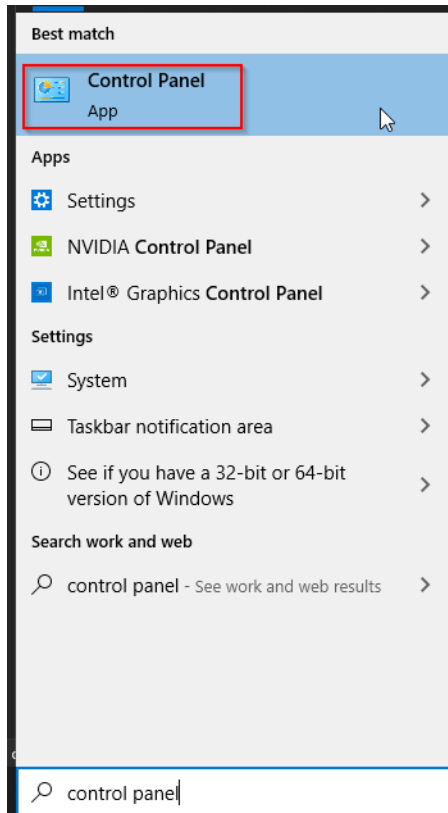 Best match
Control Panel
App
Apps
Settings
NVIDIA Control Panel
Intel® Graphics Control Panel
Settings
System
Taskbar notification area
See if you have a 32-bit or 64-bit
version of Windows
Search work and web
control panel - See work and web results
control panel